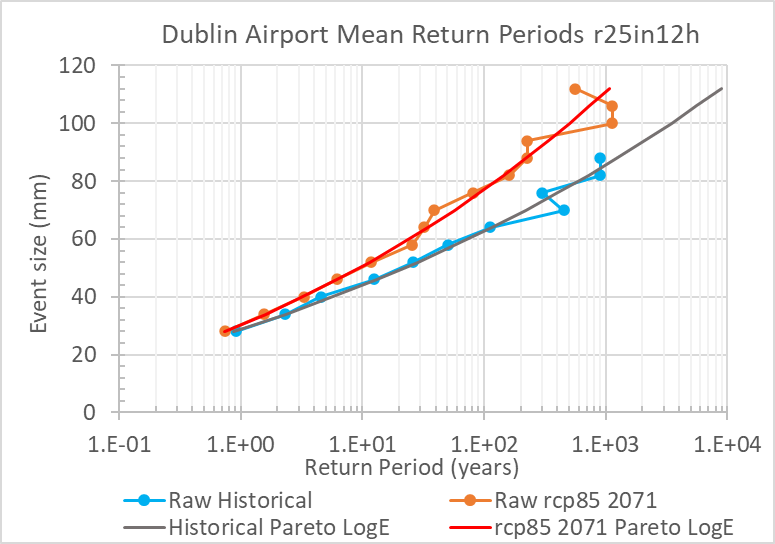 Dublin Airport Mean Return Periods r25in12h
120
100
80
60
40
20
0
Event size (mm)
1.E-01 1.E+00 1.E+01 1.E+02 1.E+03 1.E+04
Return Period (years)
Raw Historical Raw rcp85 2071
Historical Pareto LogE rcp85 2071 Pareto LogE